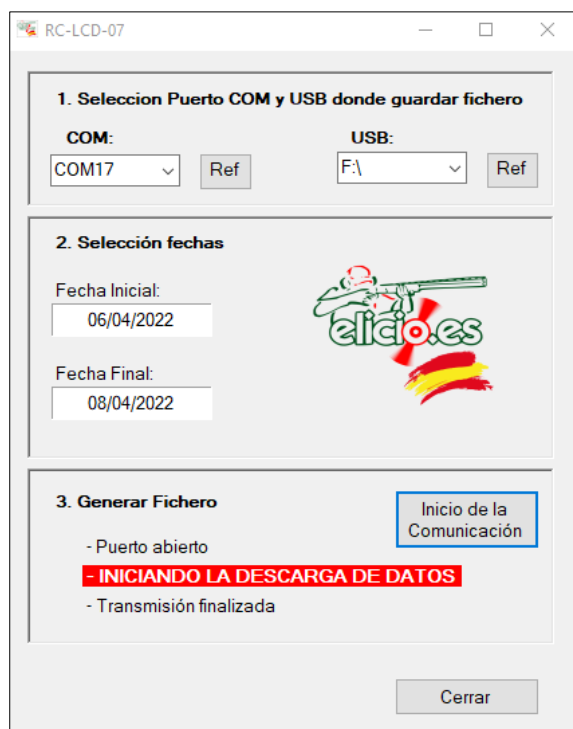 RC-LCD-07
1. Seleccion Puerto COM y USB donde guardar fichero
COM:
USB:
COM17
Ref
F:\
Ref
2. Selección fechas
Fecha Inicial:
06/04/2022
elicio.es
Fecha Final:
08/04/2022
3. Generar Fichero
Inicio de la
Comunicación
- Puerto abierto
- INICIANDO LA DESCARGA DE DATOS
- Transmisión finalizada
Cerrar